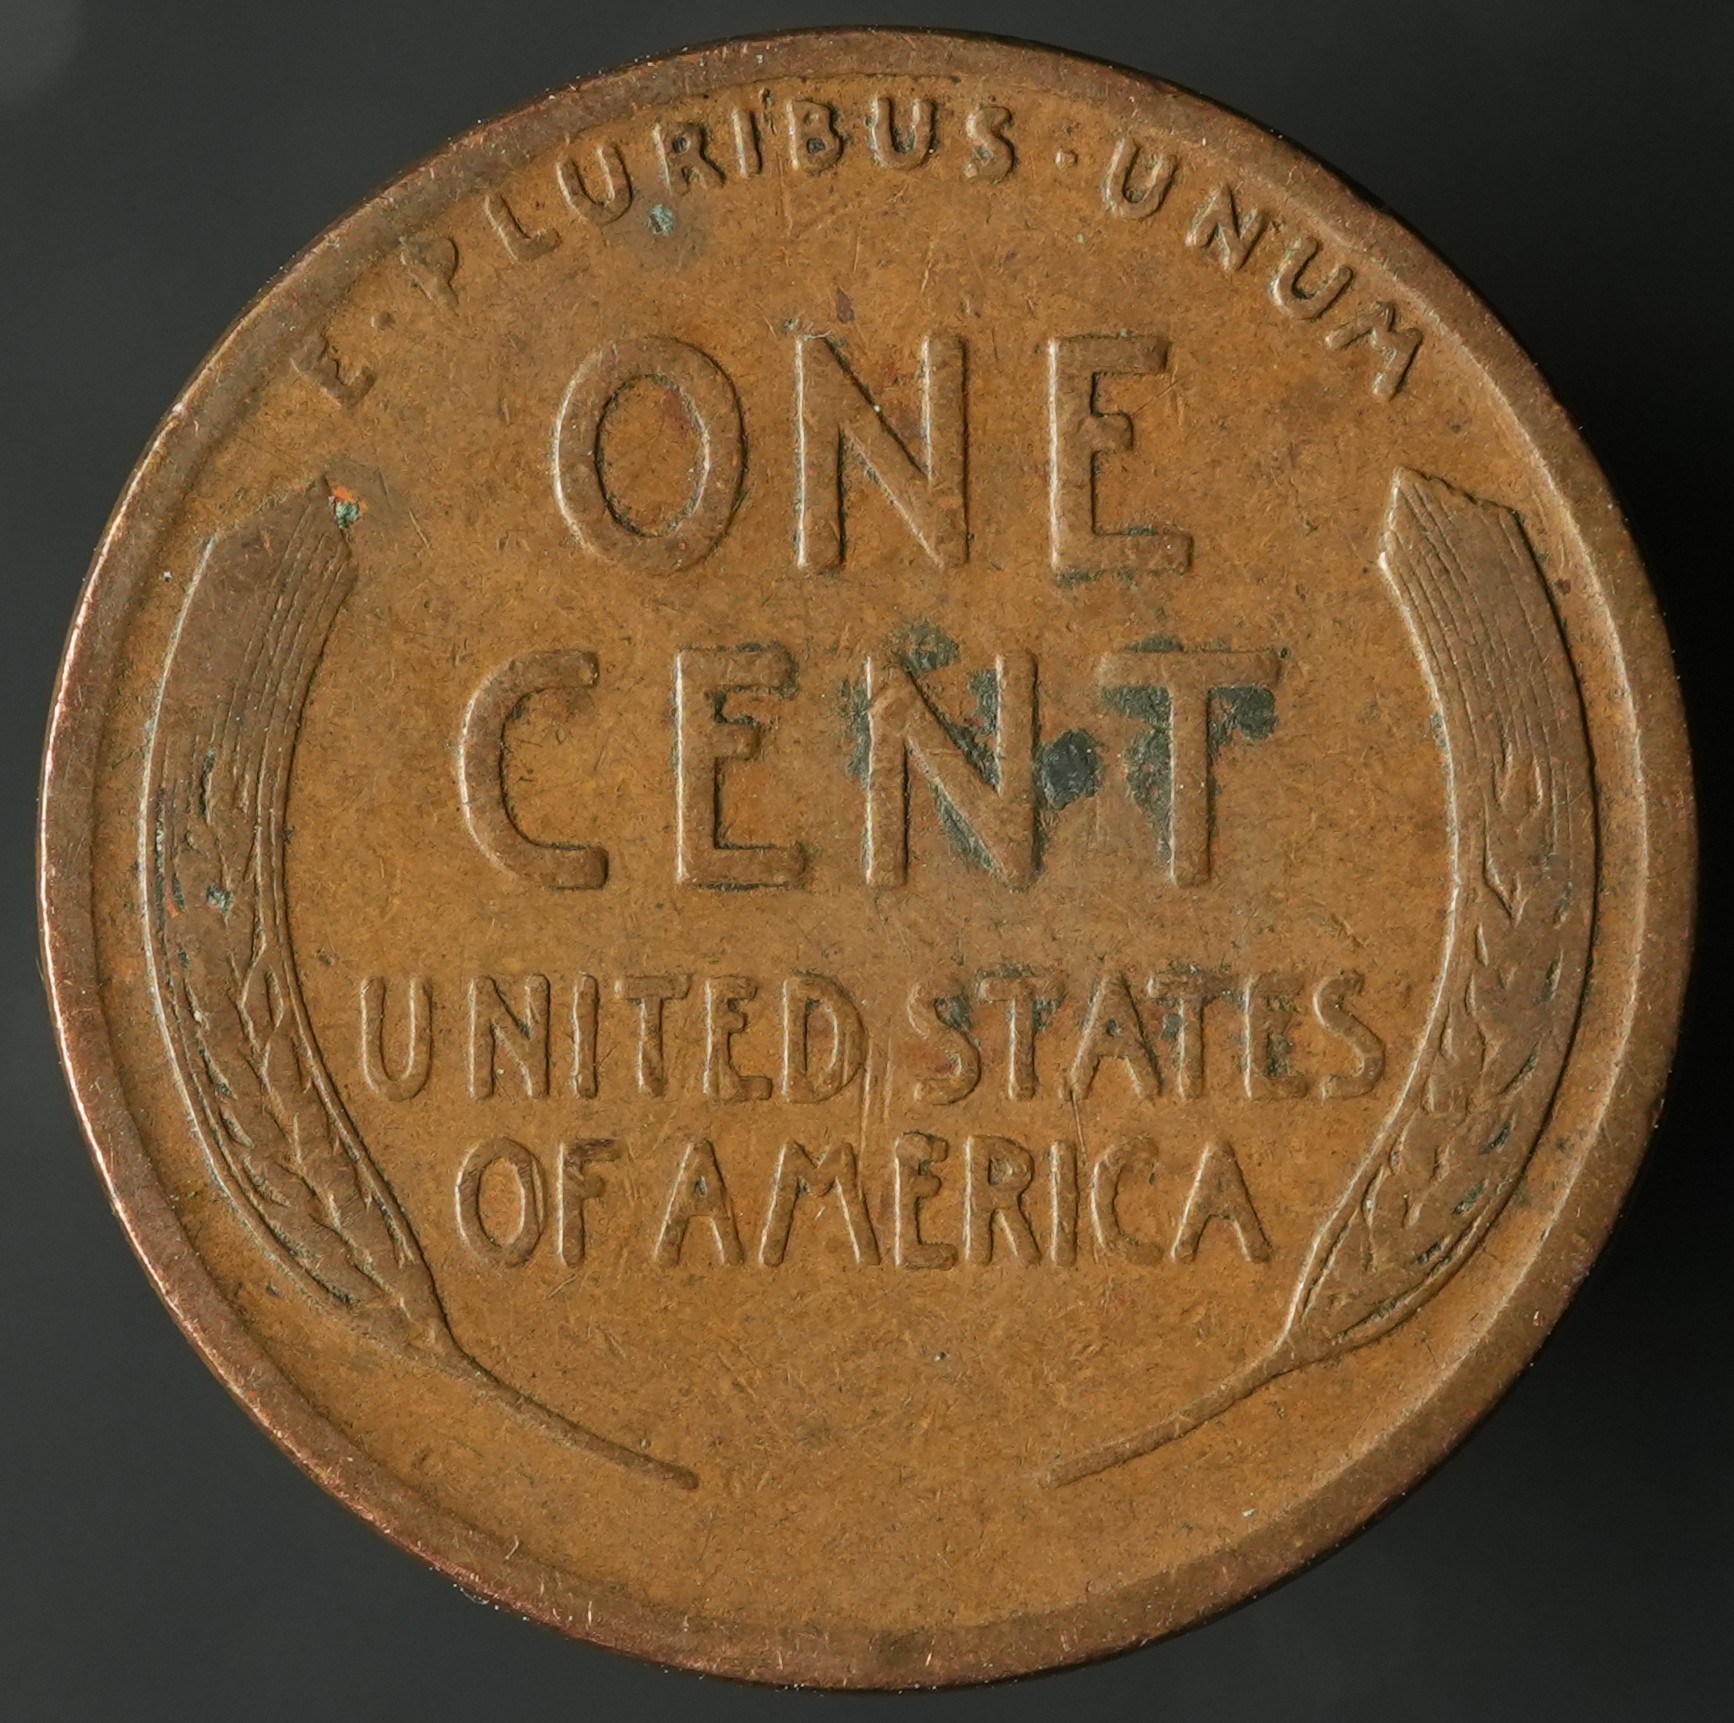 E · PLURIBUS · UNUM
ONE
CENT
UNITED STATES
OF AMERICA